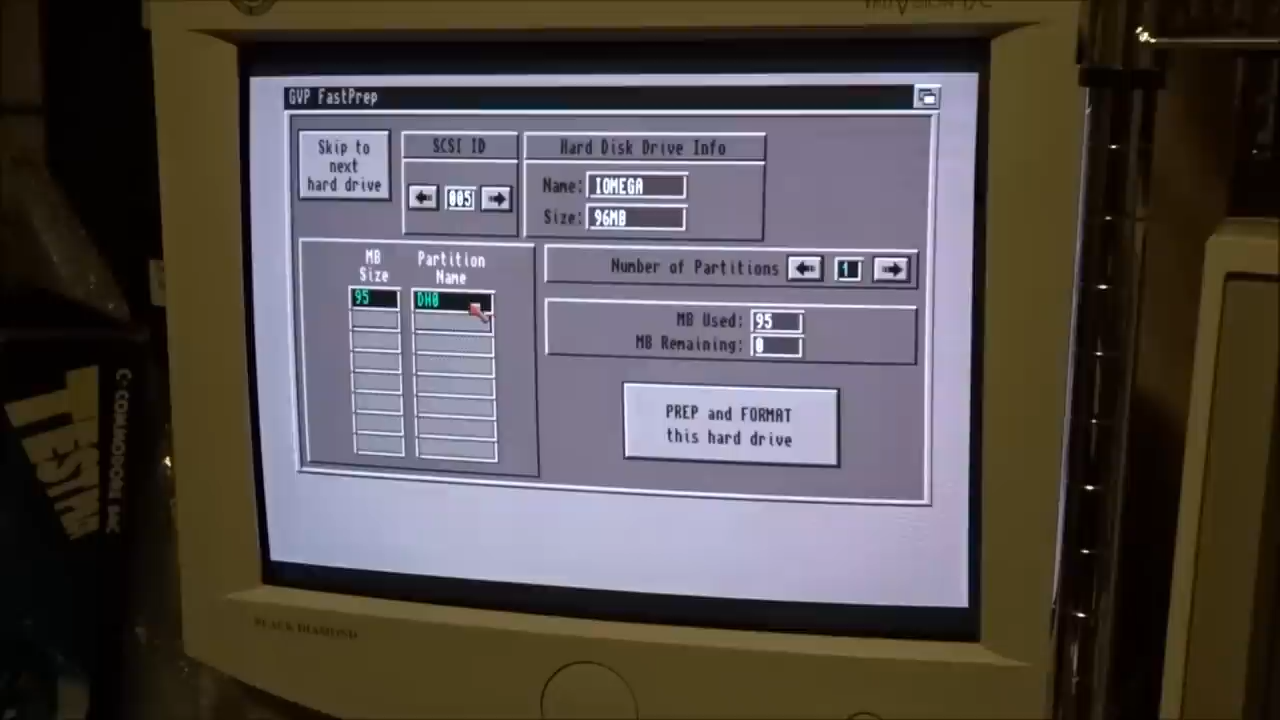 GVP FastPrep
Skip to
next
hard drive
SCSI ID
005
Hard Disk Drive Info
Name: IOMEGA
Size: 96MB
MB
Size
Partition
Name
95
DH0
Number of Partitions
1
MB Used: 95
MB Remaining: 0
PREP and FORMAT
this hard drive
BLACK DIAMOND